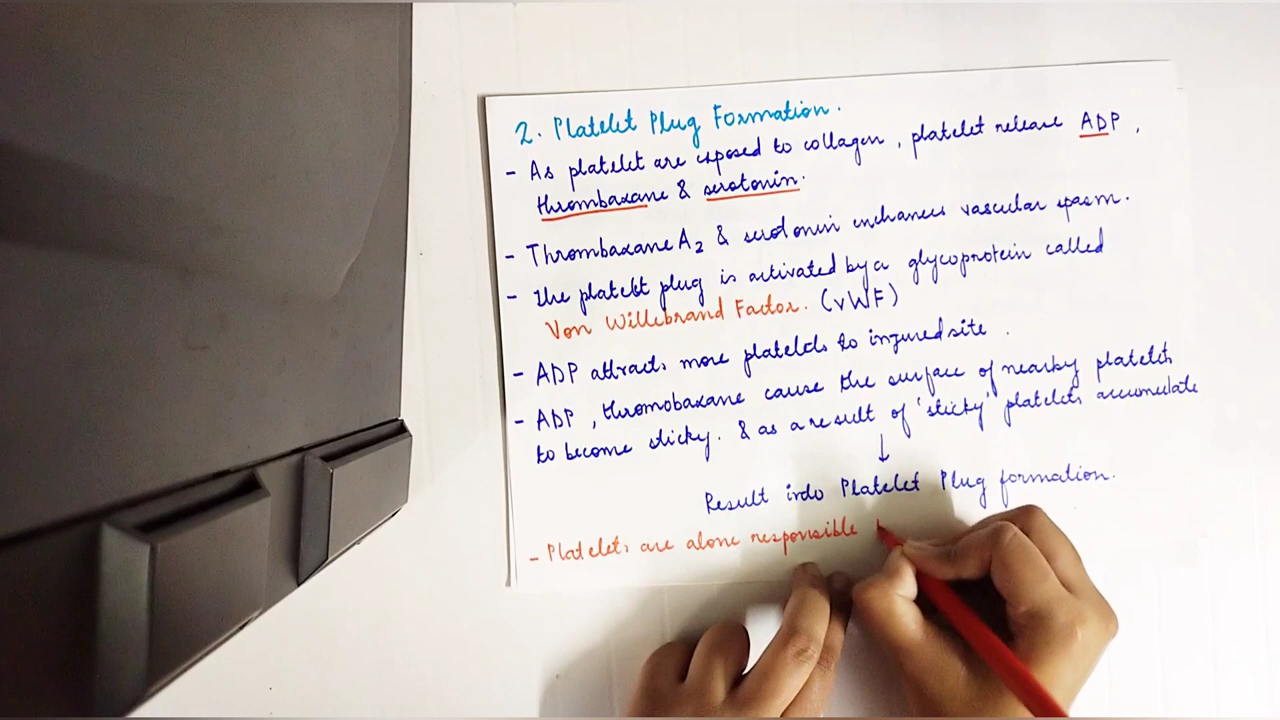 2. Platelet Plug Formation.
- As platelet are exposed to collagen, platelet release ADP,
thrombaxane & serotonin.
- Thrombaxane A2 & serotonin enhances vascular spasm.
- The platelet plug is activated by a glycoprotein called
Von Willebrand Factor. (vWF)
- ADP attracts more platelets to injured site.
- ADP, thromobaxane cause the surface of nearby platelets
to become sticky. & as a result of 'sticky' platelets accumulate
↓
Result into Platelet Plug formation.
- Platelets are alone responsible